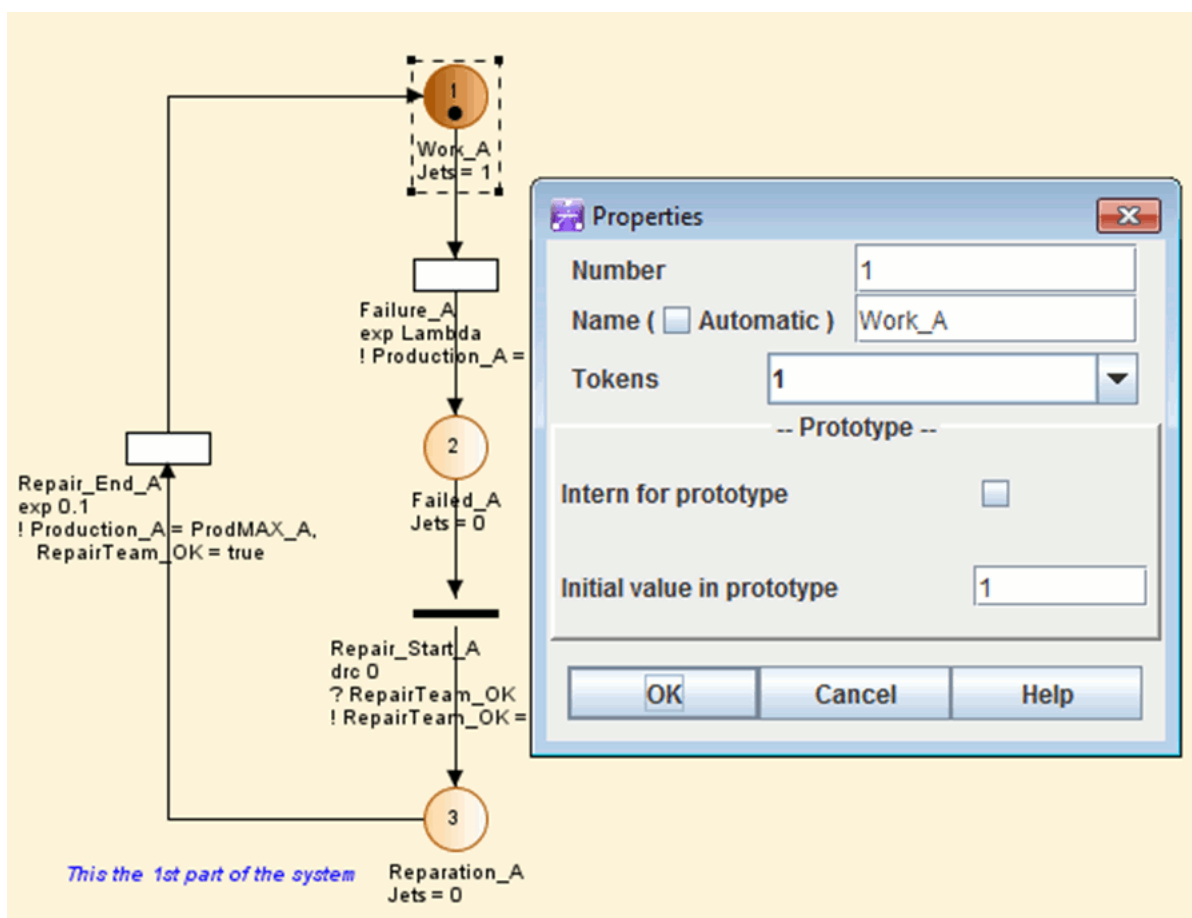 1
Work_A
Jets = 1
Failure_A
exp Lambda
! Production_A =
2
Failed_A
Jets = 0
Repair_End_A
exp 0.1
! Production_A = ProdMAX_A,
RepairTeam_OK = true
Repair_Start_A
drc 0
? RepairTeam_OK
! RepairTeam_OK =
3
Reparation_A
Jets = 0
This the 1st part of the system
Properties
Number 1
Name ( Automatic ) Work_A
Tokens 1
-- Prototype --
Intern for prototype
Initial value in prototype 1
OK Cancel Help